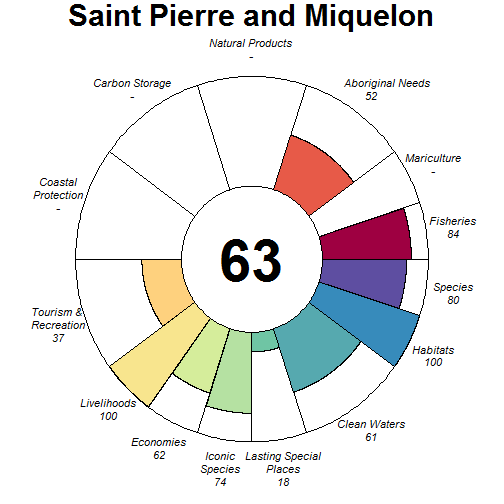 Saint Pierre and Miquelon
Natural Products
-
Carbon Storage
-
Aboriginal Needs
52
Mariculture
-
Coastal
Protection
-
Fisheries
84
63
Species
80
Tourism &
Recreation
37
Habitats
100
Livelihoods
100
Clean Waters
61
Economies
62
Iconic
Species
74
Lasting Special
Places
18